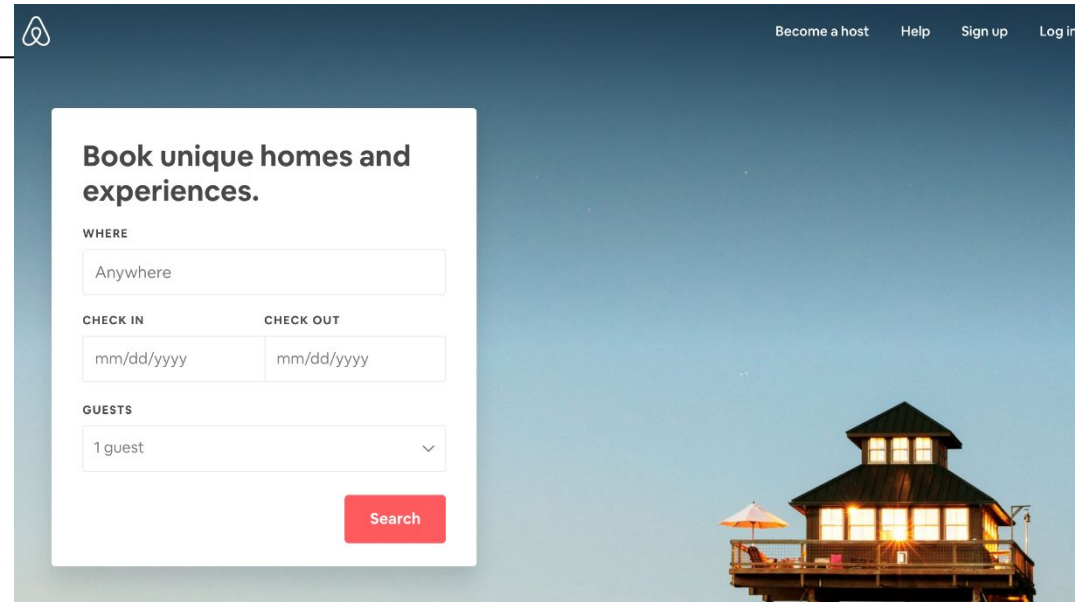 Become a host Help Sign up Log in
Book unique homes and
experiences.
WHERE
Anywhere
CHECK IN CHECK OUT
mm/dd/yyyy mm/dd/yyyy
GUESTS
1 guest
Search